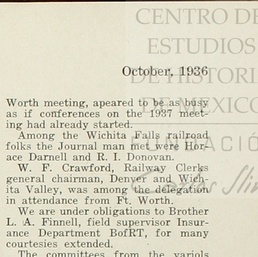 CENTRO DE
ESTUDIOS
October, 1936
DE HISTORIA
DE MEXICO
Worth meeting, apeared to be as busy
as if conferences on the 1937 meet-
ing had already started.
Among the Wichita Falls railroad
folks the Journal man met were Hor-
ace Darnell and R. I. Donovan.
W. F. Crawford, Railway Clerks
general chairman, Denver and Wich-
ita Valley, was among the delegation
in attendance from Ft. Worth.
We are under obligations to Brother
L. A. Finnell, field supervisor Insur-
ance Department BofRT, for many
courtesies extended.
The committees from the variols